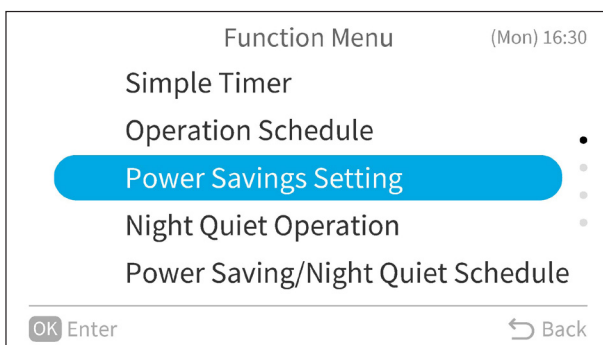 Function Menu (Mon) 16:30
Simple Timer
Operation Schedule
Power Savings Setting
Night Quiet Operation
Power Saving/Night Quiet Schedule
OK Enter Back